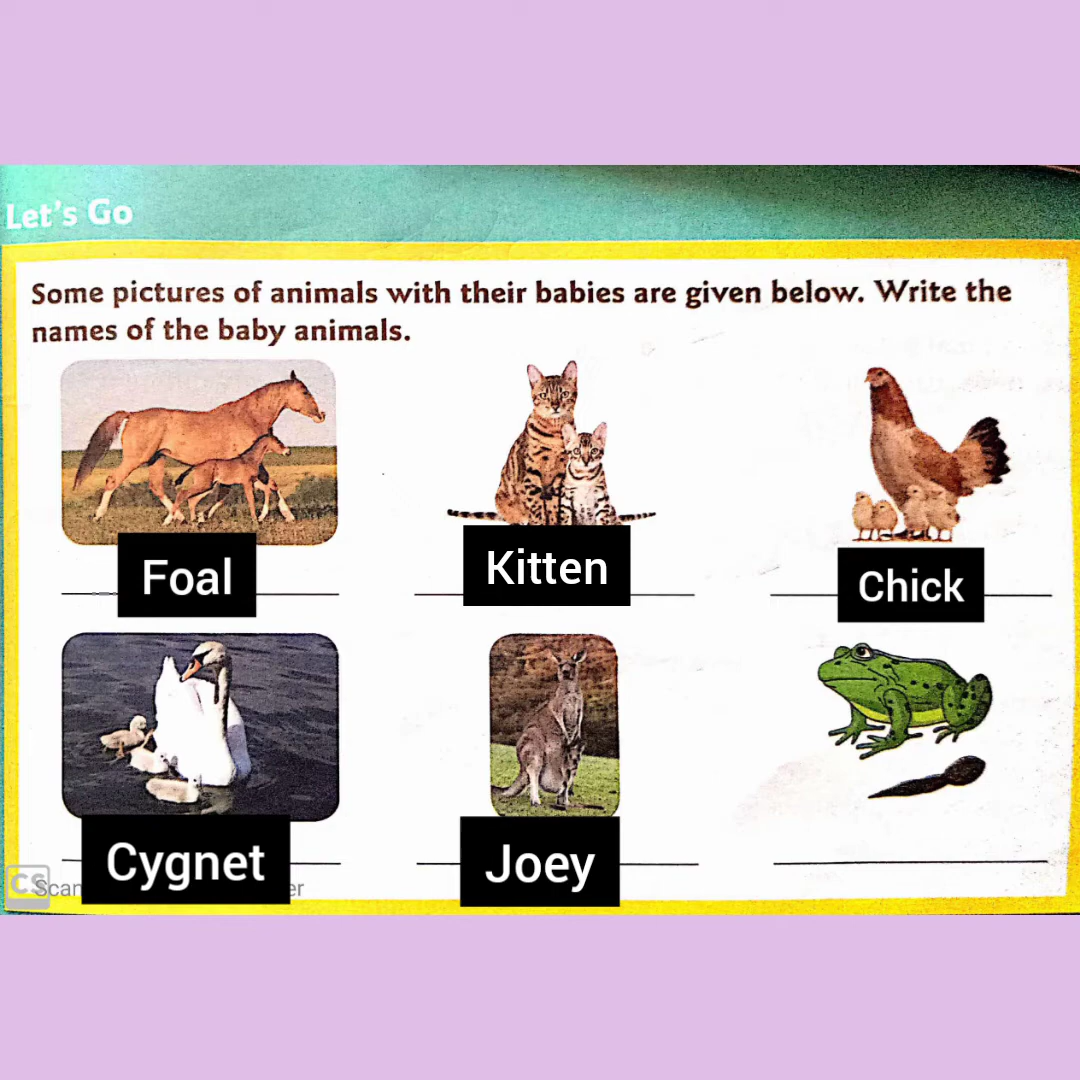 Let's Go
Some pictures of animals with their babies are given below. Write the
names of the baby animals.
Foal
Kitten
Chick
Cygnet
Joey
CS